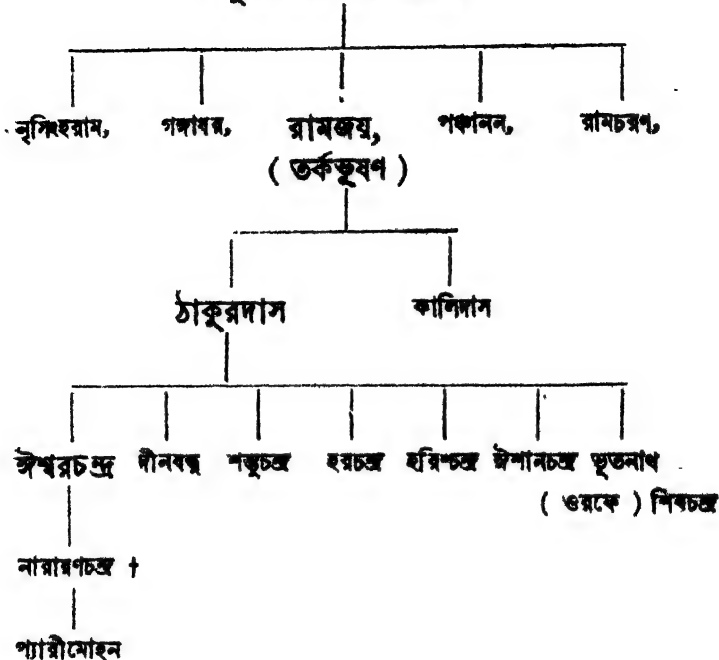 নৃসিংহরাম, গঙ্গাধর, রামজয়, পঞ্চানন, রামচরণ,
( তর্কভূষণ )
ঠাকুরদাস কালিদাস
ঈশ্বরচন্দ্র দীনবন্ধু শম্ভুচন্দ্র হরচন্দ্র হরিশ্চন্দ্র ঈশানচন্দ্র ভূতনাথ
( ওরফে ) শিবচন্দ্র
নারায়ণচন্দ্র +
প্যারীমোহন